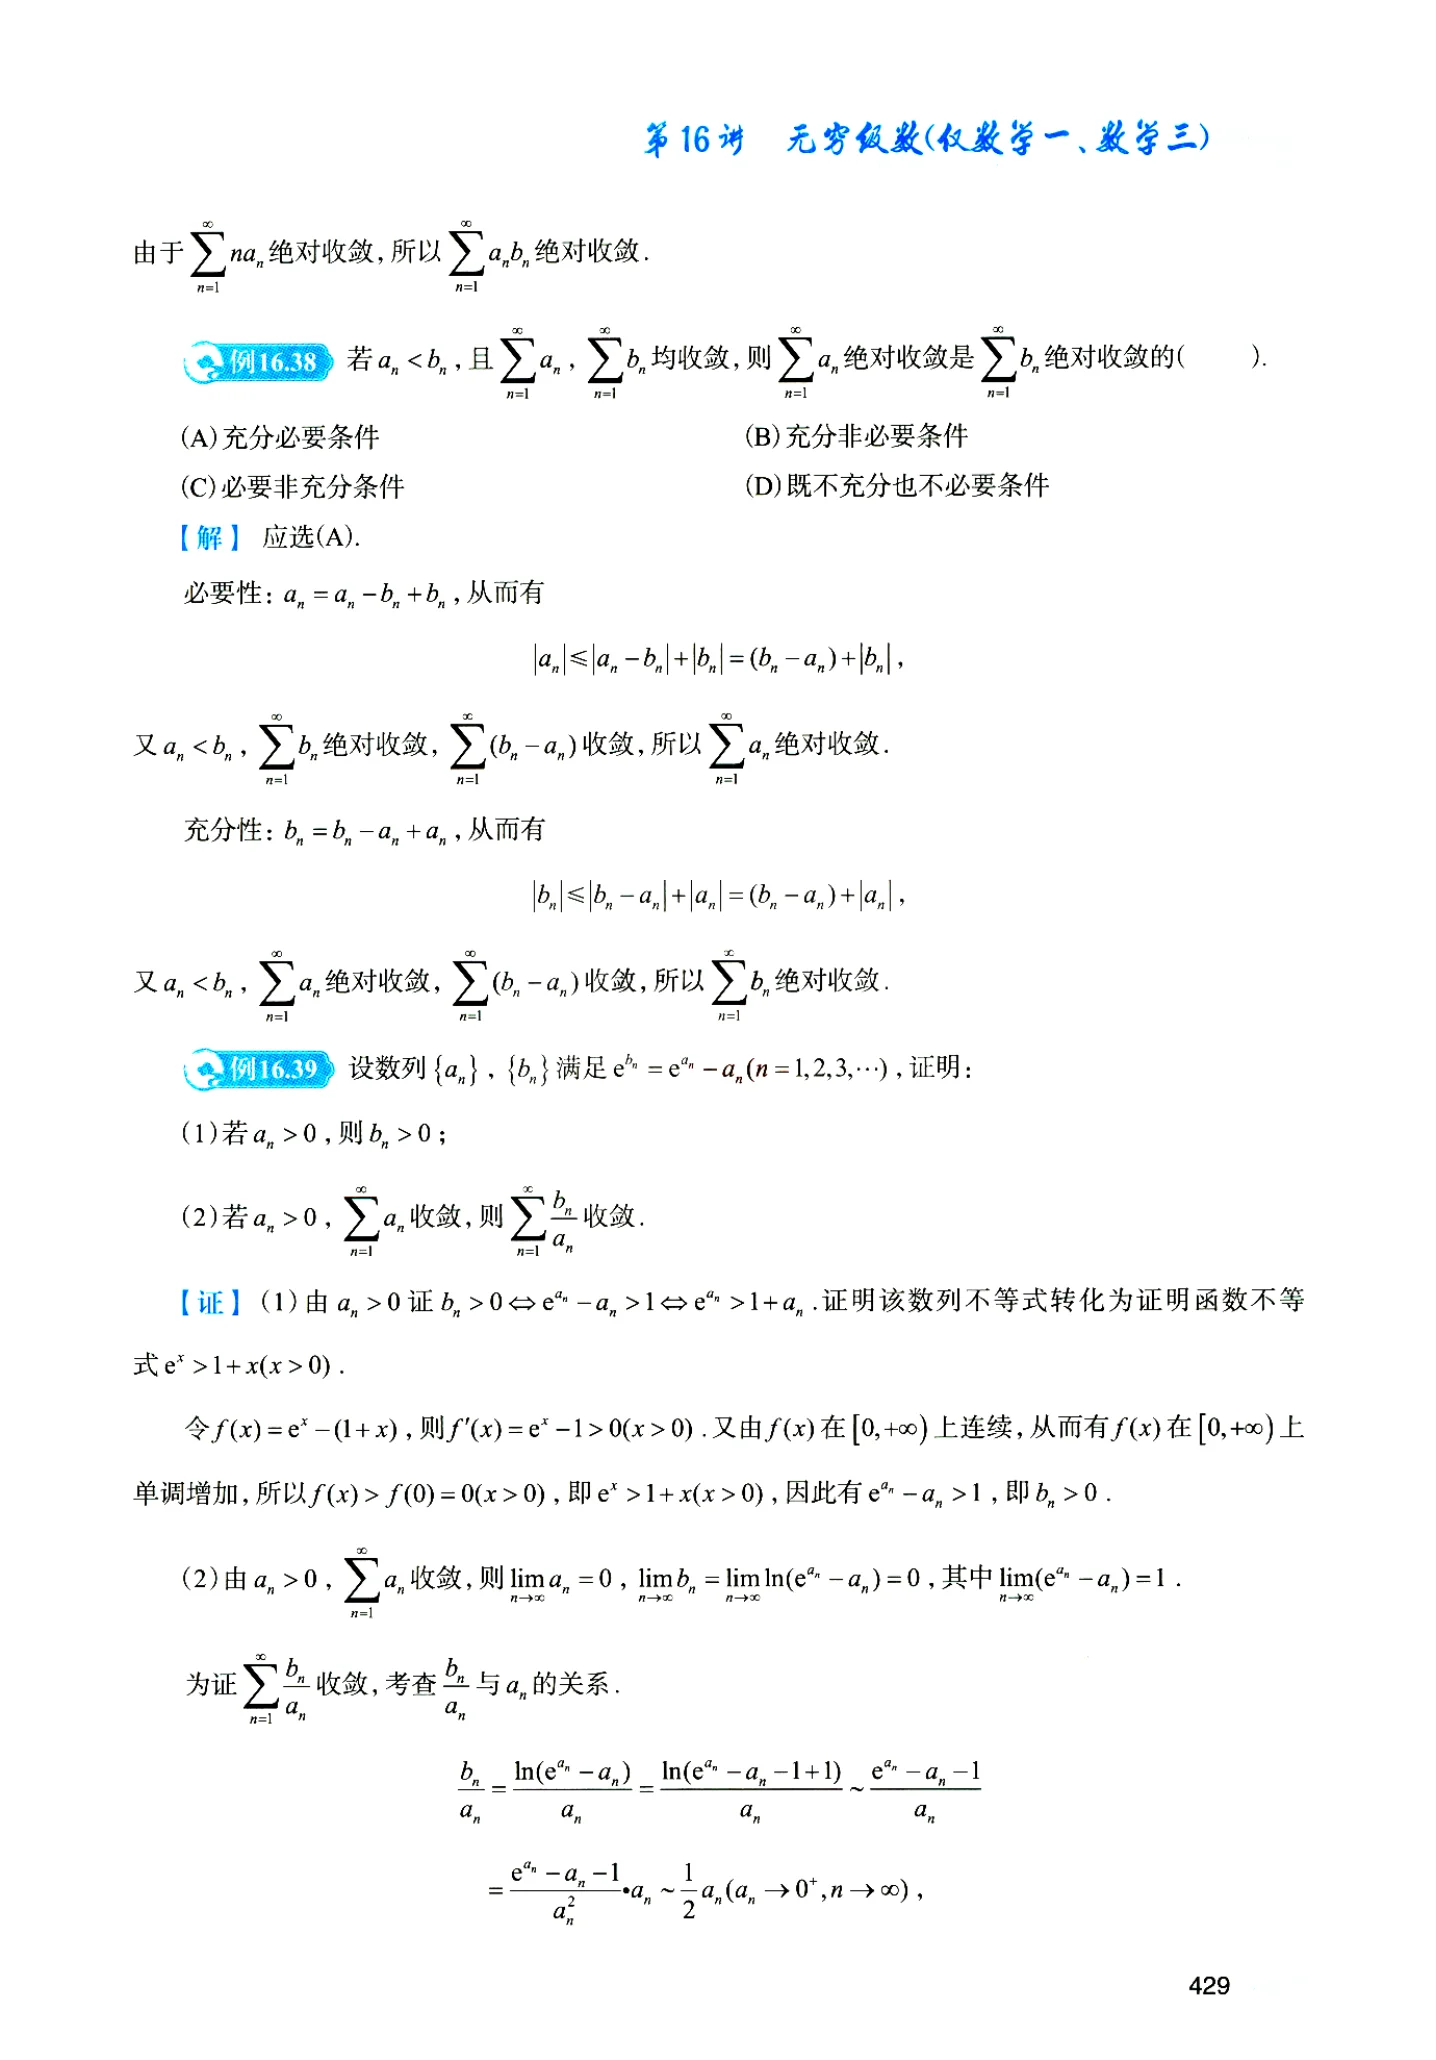 第16讲 无穷级数(仅数学一、数学三)
由于$\sum_{n=1}^{\infty} na_n$绝对收敛,所以$\sum_{n=1}^{\infty} a_nb_n$绝对收敛.
例16.38 若$a_n<b_n$,且$\sum_{n=1}^{\infty} a_n$,$\sum_{n=1}^{\infty} b_n$均收敛,则$\sum_{n=1}^{\infty} a_n$绝对收敛是$\sum_{n=1}^{\infty} b_n$绝对收敛的( ).
(A)充分必要条件 (B)充分非必要条件
(C)必要非充分条件 (D)既不充分也不必要条件
【解】 应选(A).
必要性:$a_n=a_n-b_n+b_n$,从而有
$|a_n|\leqslant|a_n-b_n|+|b_n|=(b_n-a_n)+|b_n|$,
又$a_n<b_n$,$\sum_{n=1}^{\infty} b_n$绝对收敛,$\sum_{n=1}^{\infty}(b_n-a_n)$收敛,所以$\sum_{n=1}^{\infty} a_n$绝对收敛.
充分性:$b_n=b_n-a_n+a_n$,从而有
$|b_n|\leqslant|b_n-a_n|+|a_n|=(b_n-a_n)+|a_n|$,
又$a_n<b_n$,$\sum_{n=1}^{\infty} a_n$绝对收敛,$\sum_{n=1}^{\infty}(b_n-a_n)$收敛,所以$\sum_{n=1}^{\infty} b_n$绝对收敛.
例16.39 设数列$\{a_n\}$,$\{b_n\}$满足$e^{b_n}=e^{a_n}-a_n(n=1,2,3,\cdots)$,证明:
(1)若$a_n>0$,则$b_n>0$;
(2)若$a_n>0$,$\sum_{n=1}^{\infty} a_n$收敛,则$\sum_{n=1}^{\infty}\frac{b_n}{a_n}$收敛.
【证】 (1)由$a_n>0$证$b_n>0\Leftrightarrow e^{a_n}-a_n>1\Leftrightarrow e^{a_n}>1+a_n$.证明该数列不等式转化为证明函数不等
式$e^x>1+x(x>0)$.
令$f(x)=e^x-(1+x)$,则$f'(x)=e^x-1>0(x>0)$.又由$f(x)$在$[0,+\infty)$上连续,从而有$f(x)$在$[0,+\infty)$上
单调增加,所以$f(x)>f(0)=0(x>0)$,即$e^x>1+x(x>0)$,因此有$e^{a_n}-a_n>1$,即$b_n>0$.
(2)由$a_n>0$,$\sum_{n=1}^{\infty} a_n$收敛,则$\lim_{n\to\infty} a_n=0$,$\lim_{n\to\infty} b_n=\lim_{n\to\infty}\ln(e^{a_n}-a_n)=0$,其中$\lim_{n\to\infty}(e^{a_n}-a_n)=1$.
为证$\sum_{n=1}^{\infty}\frac{b_n}{a_n}$收敛,考查$\frac{b_n}{a_n}$与$a_n$的关系.
$\frac{b_n}{a_n}=\frac{\ln(e^{a_n}-a_n)}{a_n}=\frac{\ln(e^{a_n}-a_n-1+1)}{a_n}\sim\frac{e^{a_n}-a_n-1}{a_n}$
$=\frac{e^{a_n}-a_n-1}{a_n^2}\bullet a_n\sim\frac{1}{2}a_n(a_n\to0^+,n\to\infty)$,
429